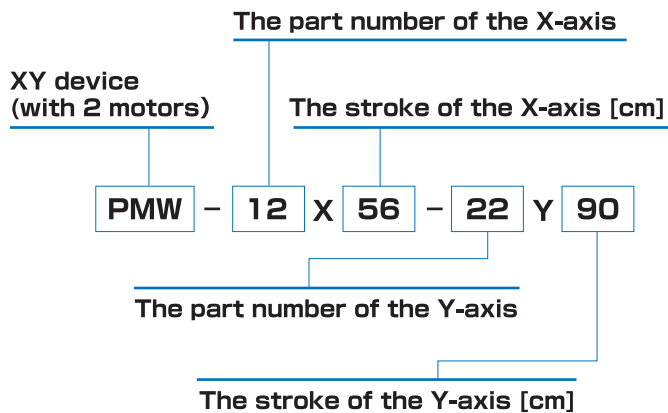 The part number of the X-axis
XY device
(with 2 motors)
The stroke of the X-axis [cm]
PMW – 12 X 56 – 22 Y 90
The part number of the Y-axis
The stroke of the Y-axis [cm]